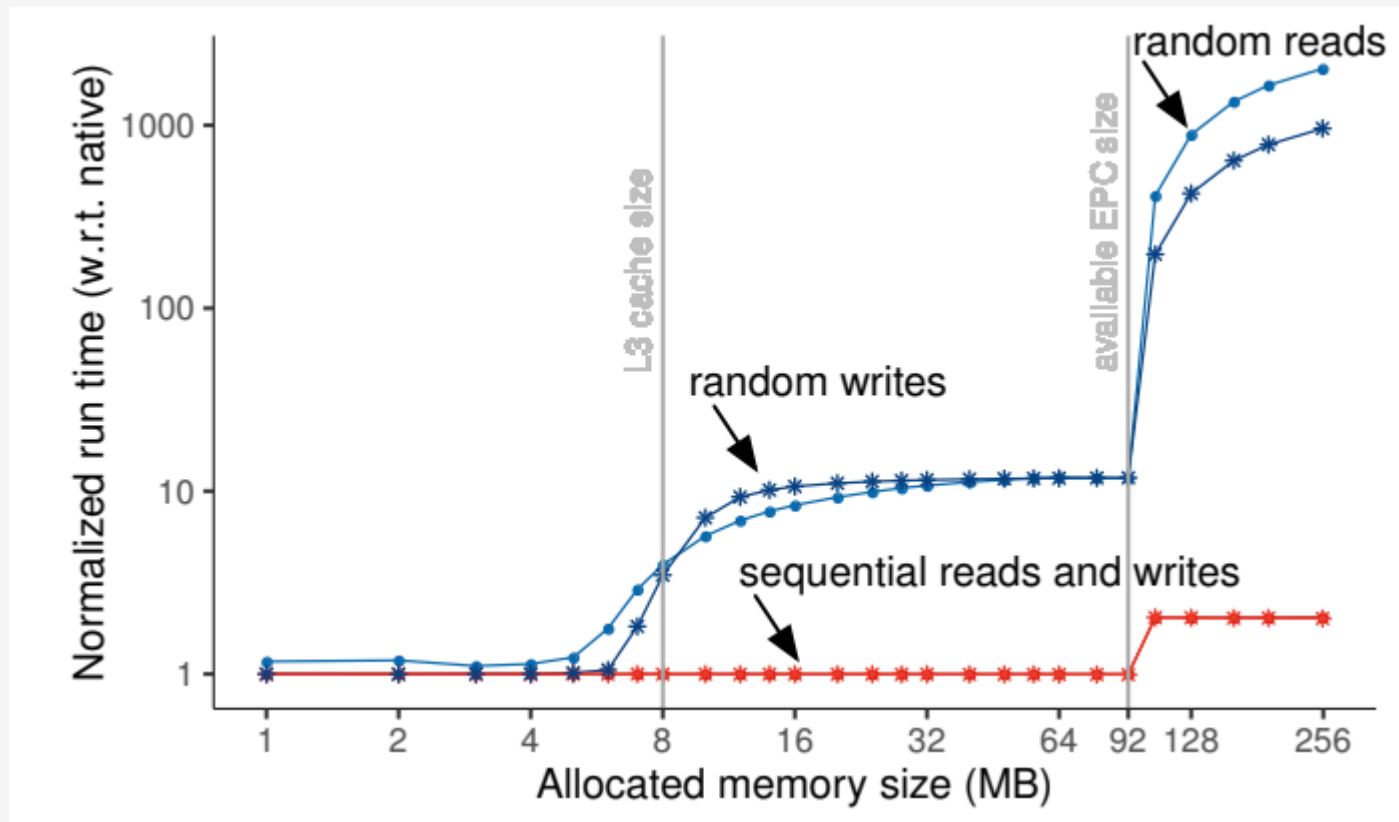 random reads
Normalized run time (w.r.t. native)
1000
100
10
1
L3 cache size
available EPC size
random writes
sequential reads and writes
1 2 4 8 16 32 64 92 128 256
Allocated memory size (MB)